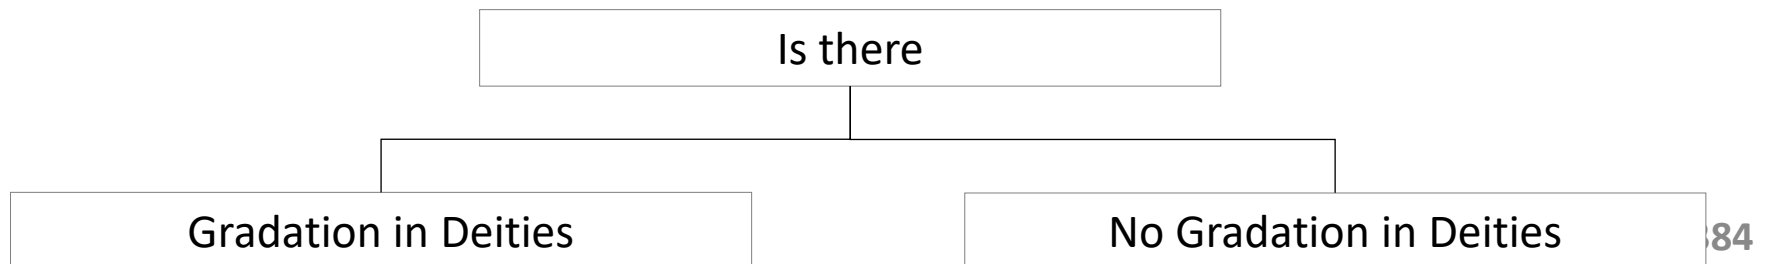 Is there
Gradation in Deities
No Gradation in Deities
84